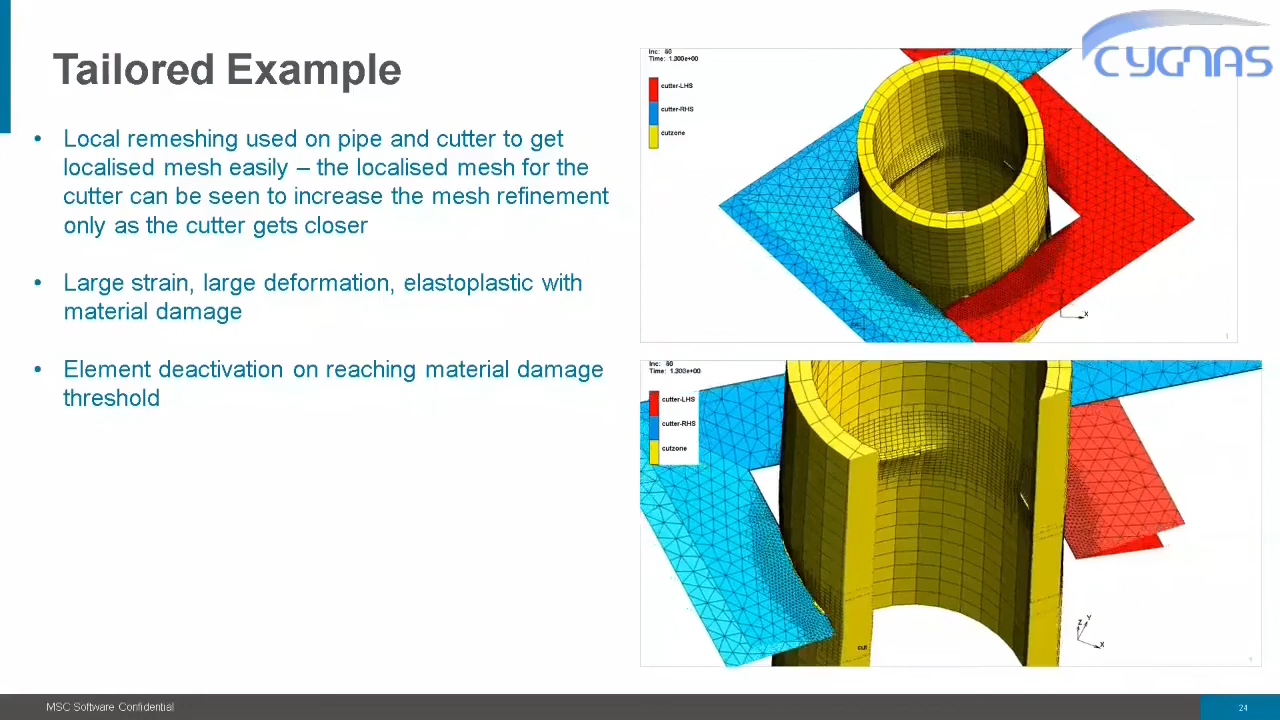 Tailored Example
• Local remeshing used on pipe and cutter to get
localised mesh easily – the localised mesh for the
cutter can be seen to increase the mesh refinement
only as the cutter gets closer
• Large strain, large deformation, elastoplastic with
material damage
• Element deactivation on reaching material damage
threshold
CYGNAS
Inc: 60
Time: 1.300e+00
cutter-LHS
cutter-RHS
cutzone
X
1
Inc: 60
Time: 1.300e+00
cutter-LHS
cutter-RHS
cutzone
cut
Z
Y
X
1
MSC Software Confidential
24